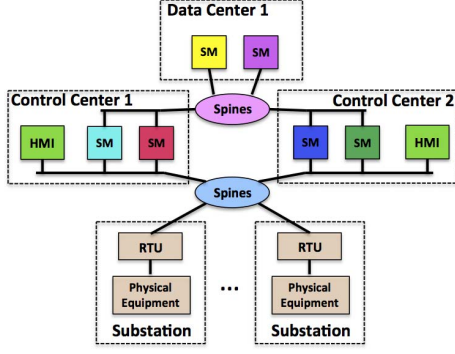 Data Center 1
SM
SM
Control Center 1
Spines
Control Center 2
HMI
SM
SM
SM
SM
HMI
Spines
RTU
RTU
Physical
Equipment
...
Physical
Equipment
Substation
Substation